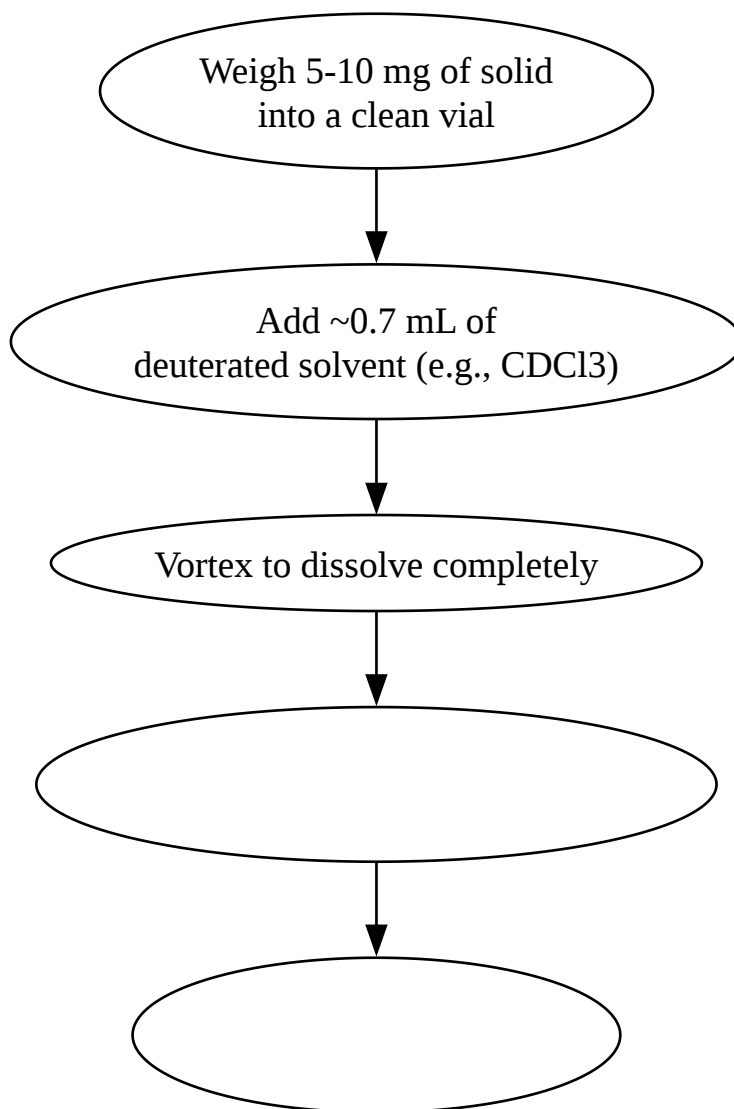 Weigh 5-10 mg of solid
into a clean vial
Add ~0.7 mL of
deuterated solvent (e.g., CDCl3)
Vortex to dissolve completely